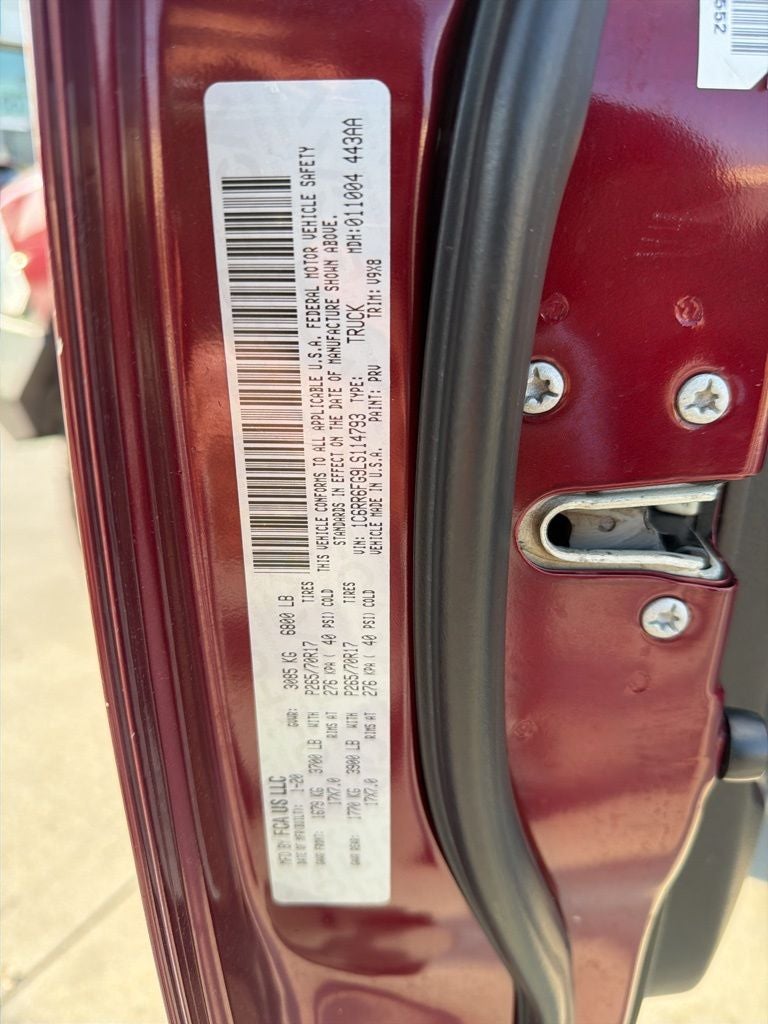 MFD BY FCA US LLC
DATE OF MFR(BUILT): 1-20 GVWR: 3085 KG 6800 LB
GAWR FRONT: 1679 KG 3700 LB WITH P265/70R17 TIRES
17X7.0 RIMS AT 276 KPA ( 40 PSI) COLD
GAWR REAR: 1770 KG 3900 LB WITH P265/70R17 TIRES
17X7.0 RIMS AT 276 KPA ( 40 PSI) COLD
THIS VEHICLE CONFORMS TO ALL APPLICABLE U.S.A. FEDERAL MOTOR VEHICLE SAFETY
STANDARDS IN EFFECT ON THE DATE OF MANUFACTURE SHOWN ABOVE.
VIN: 1C6RR6FG9LS114793 TYPE: TRUCK MDH:011004 443AA
VEHICLE MADE IN U.S.A. PAINT: PRV TRIM: V9X8
552